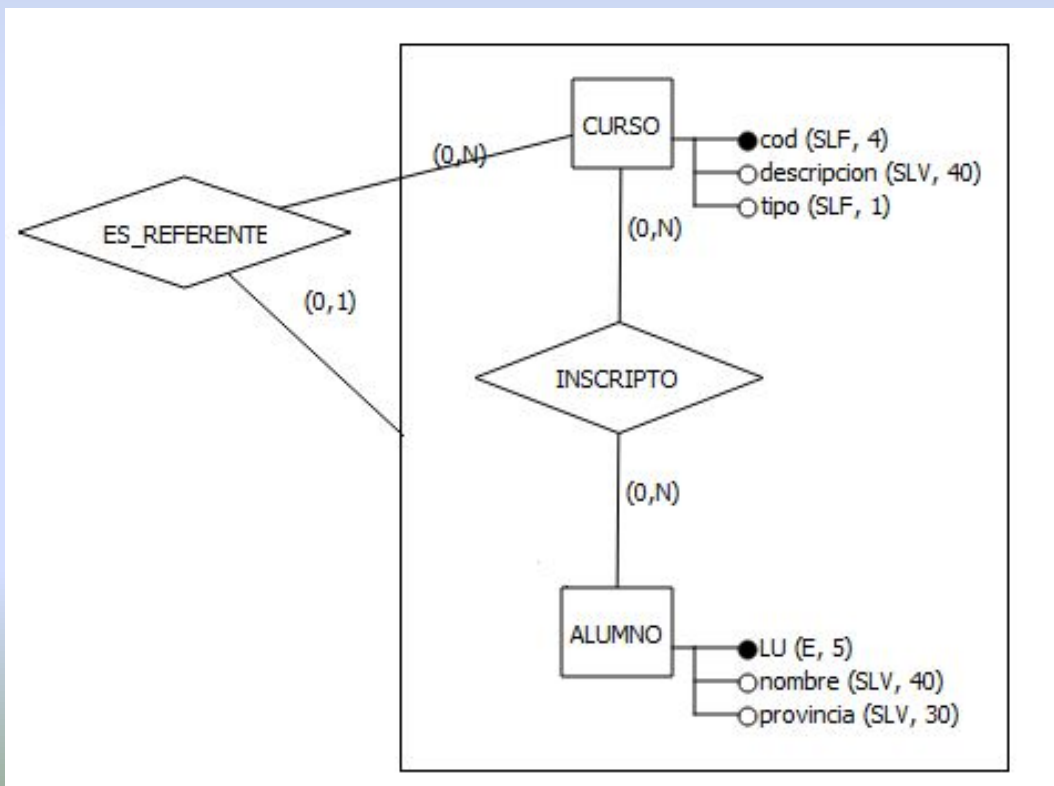 CURSO
cod (SLF, 4)
descripcion (SLV, 40)
tipo (SLF, 1)
(0,N)
ES_REFERENTE
(0,N)
(0,1)
INSCRIPTO
(0,N)
ALUMNO
LU (E, 5)
nombre (SLV, 40)
provincia (SLV, 30)